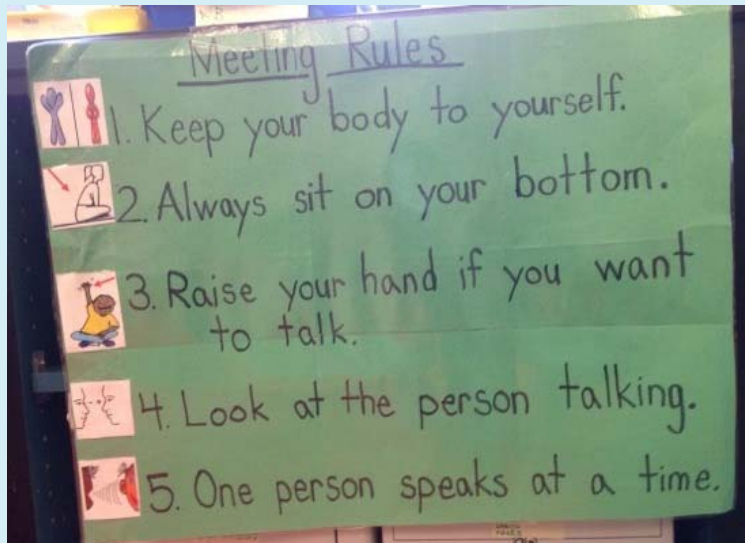 Meeting Rules
1. Keep your body to yourself.
2. Always sit on your bottom.
3. Raise your hand if you want
to talk.
4. Look at the person talking.
5. One person speaks at a time.